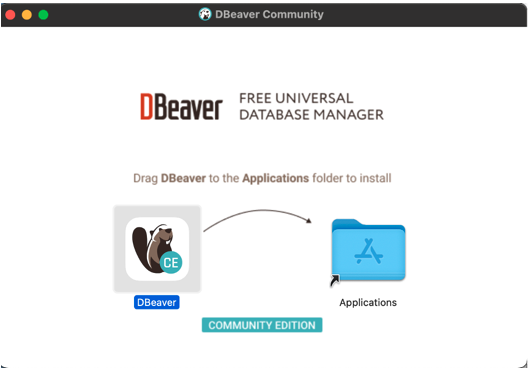 DBeaver Community
DBeaver
FREE UNIVERSAL
DATABASE MANAGER
Drag DBeaver to the Applications folder to install
CE
DBeaver
Applications
COMMUNITY EDITION